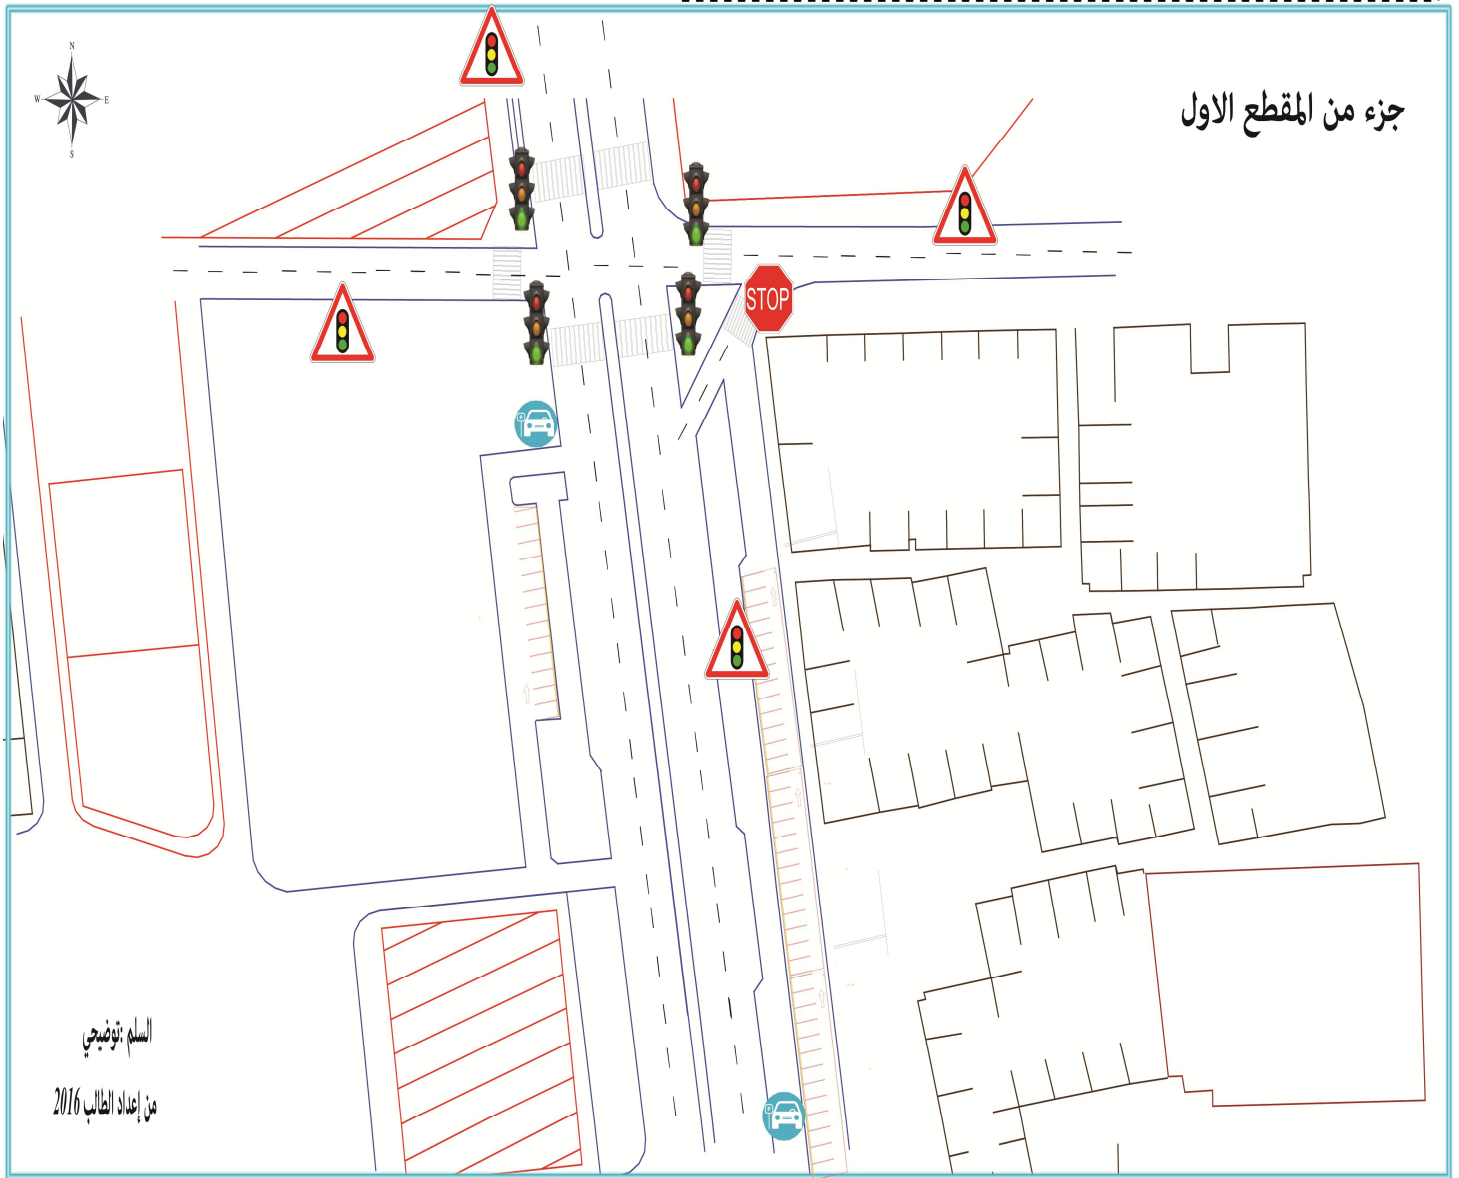 جزء من المقطع الاول
N
W
E
S
STOP
السلم :توضيحي
من إعداد الطالب 2016